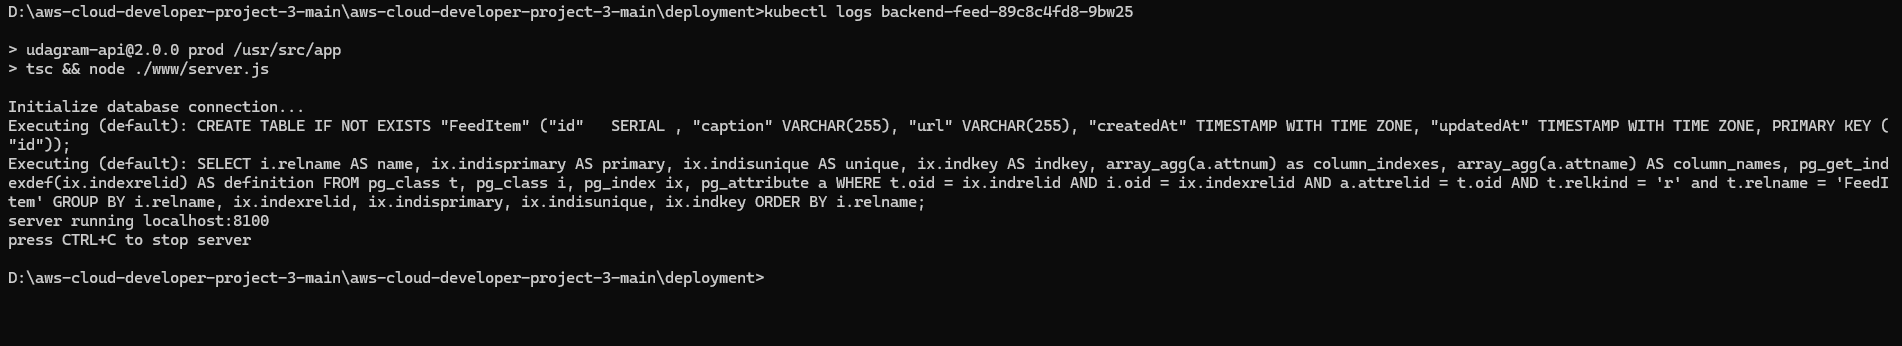 D:\aws-cloud-developer-project-3-main\aws-cloud-developer-project-3-main\deployment>kubectl logs backend-feed-89c8c4fd8-9bw25
> udagram-api@2.0.0 prod /usr/src/app
> tsc && node ./www/server.js
Initialize database connection...
Executing (default): CREATE TABLE IF NOT EXISTS "FeedItem" ("id"   SERIAL , "caption" VARCHAR(255), "url" VARCHAR(255), "createdAt" TIMESTAMP WITH TIME ZONE, "updatedAt" TIMESTAMP WITH TIME ZONE, PRIMARY KEY (
"id"));
Executing (default): SELECT i.relname AS name, ix.indisprimary AS primary, ix.indisunique AS unique, ix.indkey AS indkey, array_agg(a.attnum) as column_indexes, array_agg(a.attname) AS column_names, pg_get_ind
exdef(ix.indexrelid) AS definition FROM pg_class t, pg_class i, pg_index ix, pg_attribute a WHERE t.oid = ix.indrelid AND i.oid = ix.indexrelid AND a.attrelid = t.oid AND t.relkind = 'r' and t.relname = 'FeedI
tem' GROUP BY i.relname, ix.indexrelid, ix.indisprimary, ix.indisunique, ix.indkey ORDER BY i.relname;
server running localhost:8100
press CTRL+C to stop server
D:\aws-cloud-developer-project-3-main\aws-cloud-developer-project-3-main\deployment>